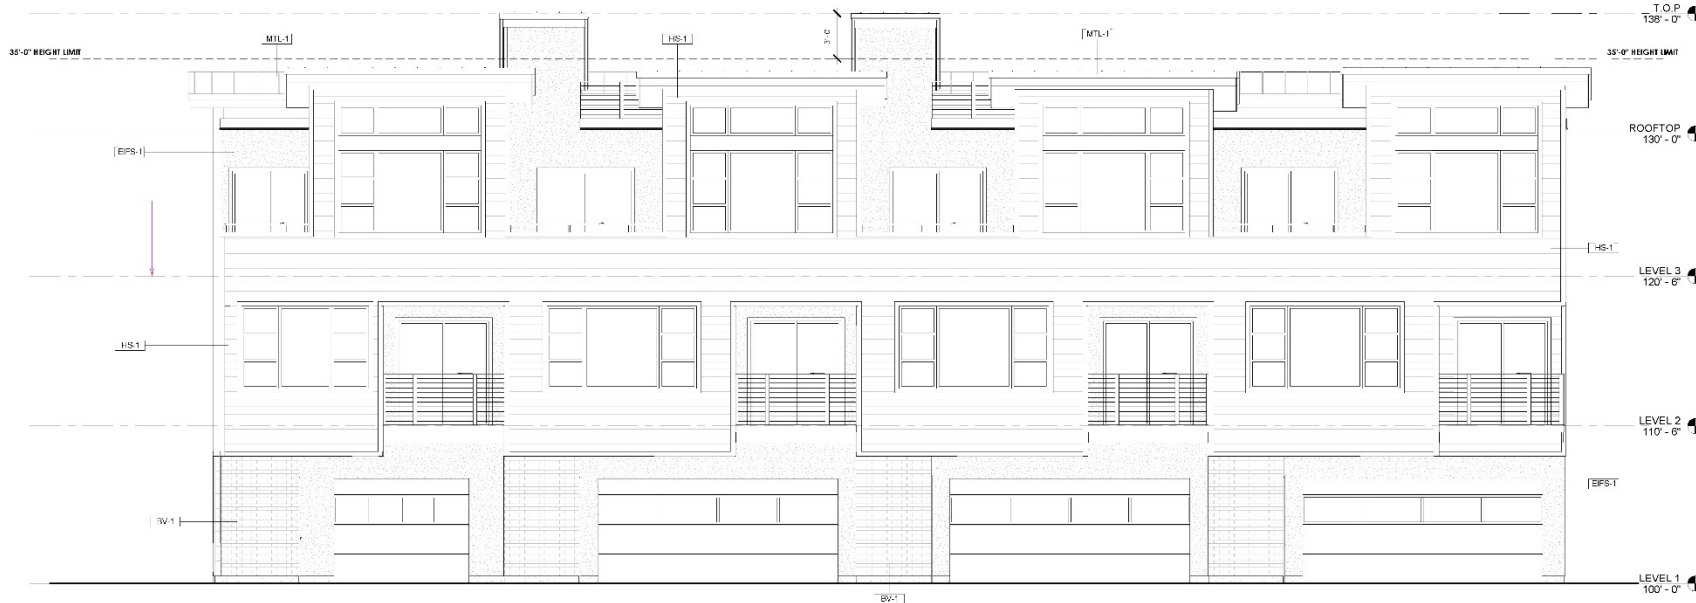 T.O.P
138' - 0"
MTL-1
HS-1
3'-0"
MTL-1
35'-0" HEIGHT LIMIT
35'-0" HEIGHT LIMIT
ROOFTOP
130' - 0"
EIFS-1
HS-1
LEVEL 3
120' - 6"
HS-1
LEVEL 2
110' - 6"
EIFS-1
BV-1
LEVEL 1
100' - 0"
BV-1